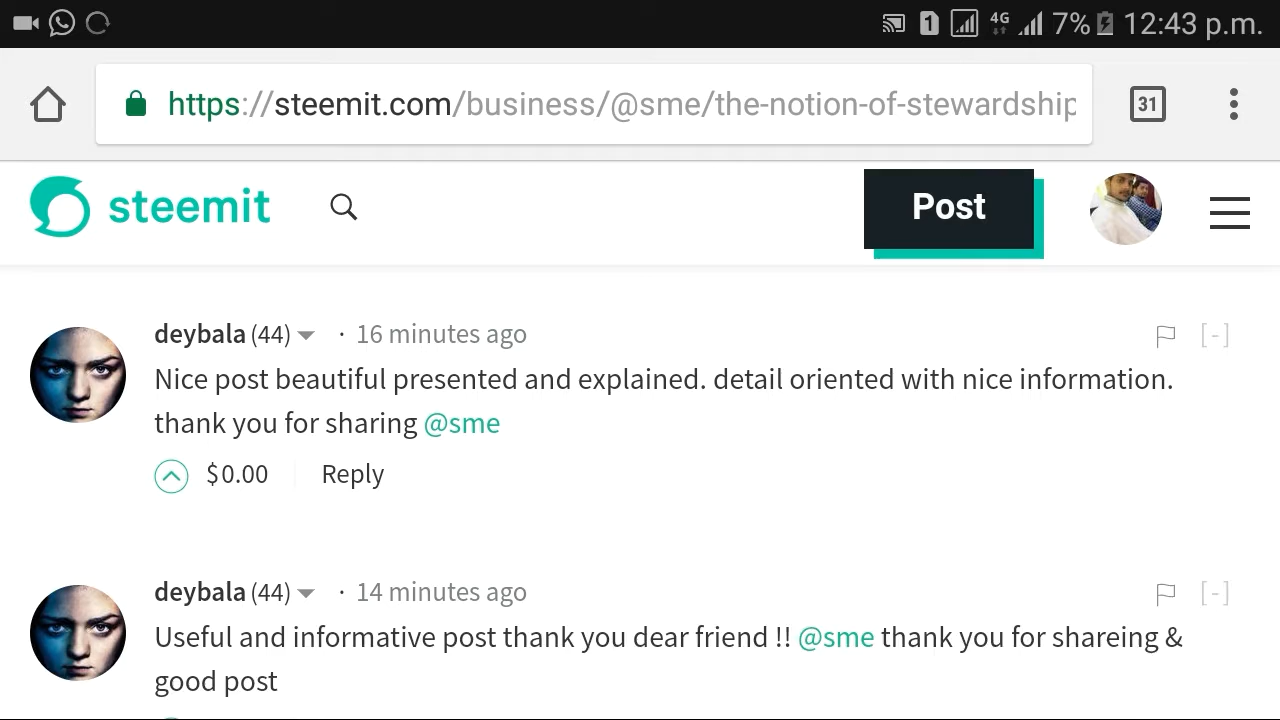 1 4G 7% 12:43 p.m.
https://steemit.com/business/@sme/the-notion-of-stewardship
31
steemit
Post
deybala (44) · 16 minutes ago [-]
Nice post beautiful presented and explained. detail oriented with nice information.
thank you for sharing @sme
$0.00 Reply
deybala (44) · 14 minutes ago [-]
Useful and informative post thank you dear friend !! @sme thank you for shareing &
good post